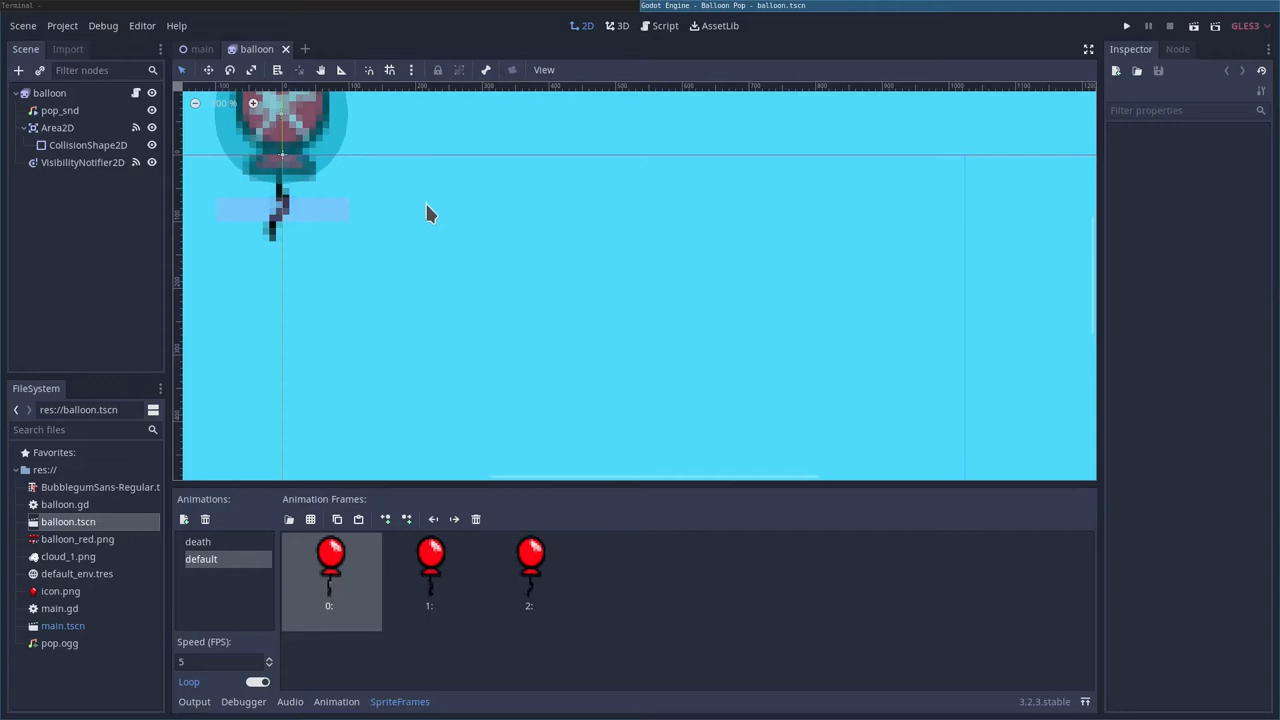 Terminal -
Godot Engine - Balloon Pop - balloon.tscn
Scene Project Debug Editor Help
2D 3D Script AssetLib
GLES3
Scene Import
main balloon
Inspector Node
Filter nodes
View
balloon
pop_snd
Area2D
CollisionShape2D
VisibilityNotifier2D
Filter properties
FileSystem
res://balloon.tscn
Search files
Favorites:
res://
BubblegumSans-Regular.t
balloon.gd
balloon.tscn
balloon_red.png
cloud_1.png
default_env.tres
icon.png
main.gd
main.tscn
pop.ogg
Animations:
Animation Frames:
death
default
0: 1: 2:
Speed (FPS):
5
Loop
Output Debugger Audio Animation SpriteFrames
3.2.3.stable